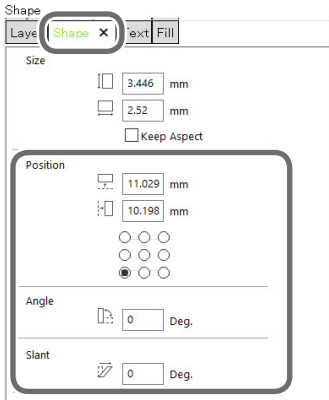 Shape
Laye Shape ✕ Text Fill
Size
3.446 mm
2.52 mm
Keep Aspect
Position
11.029 mm
10.198 mm
Angle
0 Deg.
Slant
0 Deg.